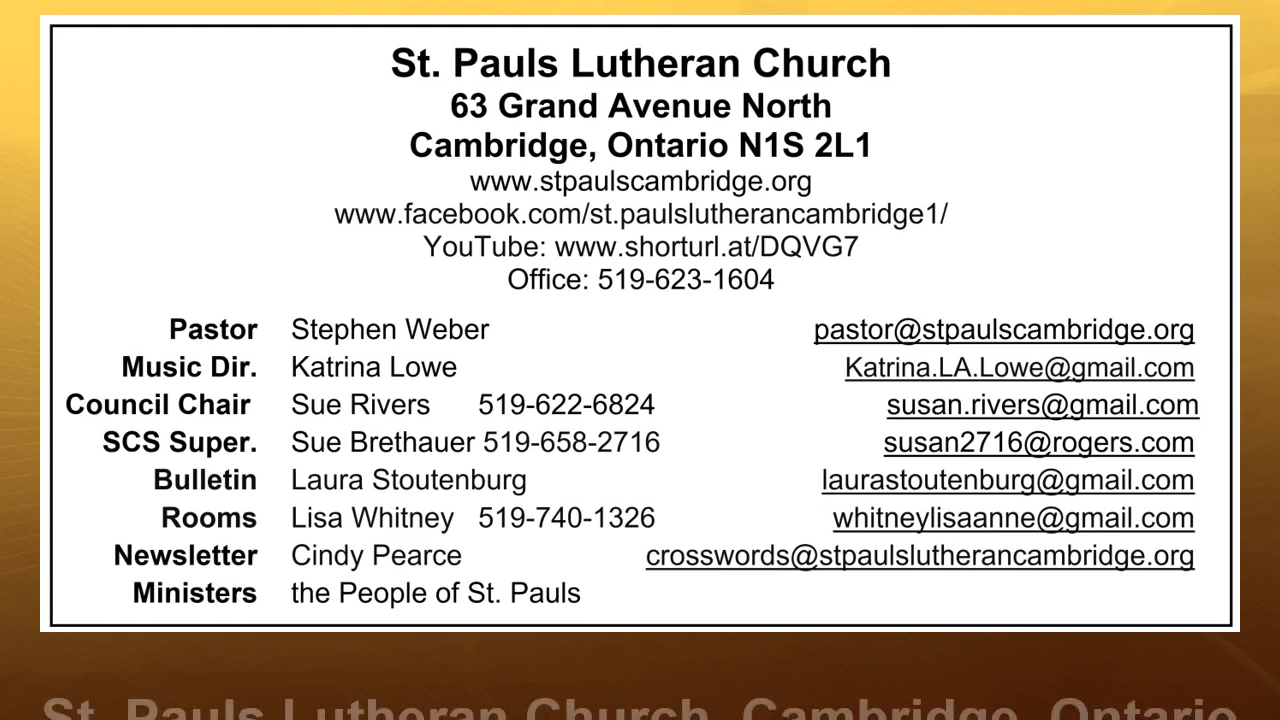 St. Pauls Lutheran Church
63 Grand Avenue North
Cambridge, Ontario N1S 2L1
www.stpaulscambridge.org
www.facebook.com/st.paulslutherancambridge1/
YouTube: www.shorturl.at/DQVG7
Office: 519-623-1604
Pastor Stephen Weber pastor@stpaulscambridge.org
Music Dir. Katrina Lowe Katrina.LA.Lowe@gmail.com
Council Chair Sue Rivers 519-622-6824 susan.rivers@gmail.com
SCS Super. Sue Brethauer 519-658-2716 susan2716@rogers.com
Bulletin Laura Stoutenburg laurastoutenburg@gmail.com
Rooms Lisa Whitney 519-740-1326 whitneylisaanne@gmail.com
Newsletter Cindy Pearce crosswords@stpaulslutherancambridge.org
Ministers the People of St. Pauls
St. Pauls Lutheran Church, Cambridge, Ontario